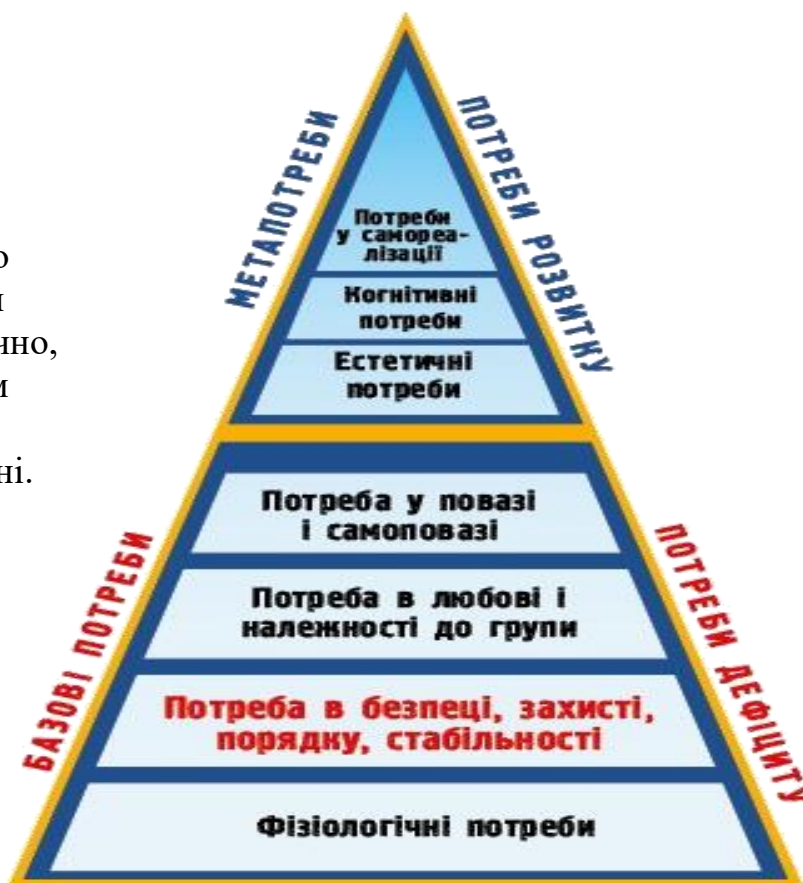 МЕТАПОТРЕБИ
ПОТРЕБИ РОЗВИТКУ
Потреби
у самореа-
лізації
Когнітивні
потреби
Естетичні
потреби
ні.
БАЗОВІ ПОТРЕБИ
ПОТРЕБИ ДЕФІЦИТУ
Потреба у повазі
і самоповазі
Потреба в любові і
належності до групи
Потреба в безпеці, захисті,
порядку, стабільності
Фізіологічні потреби